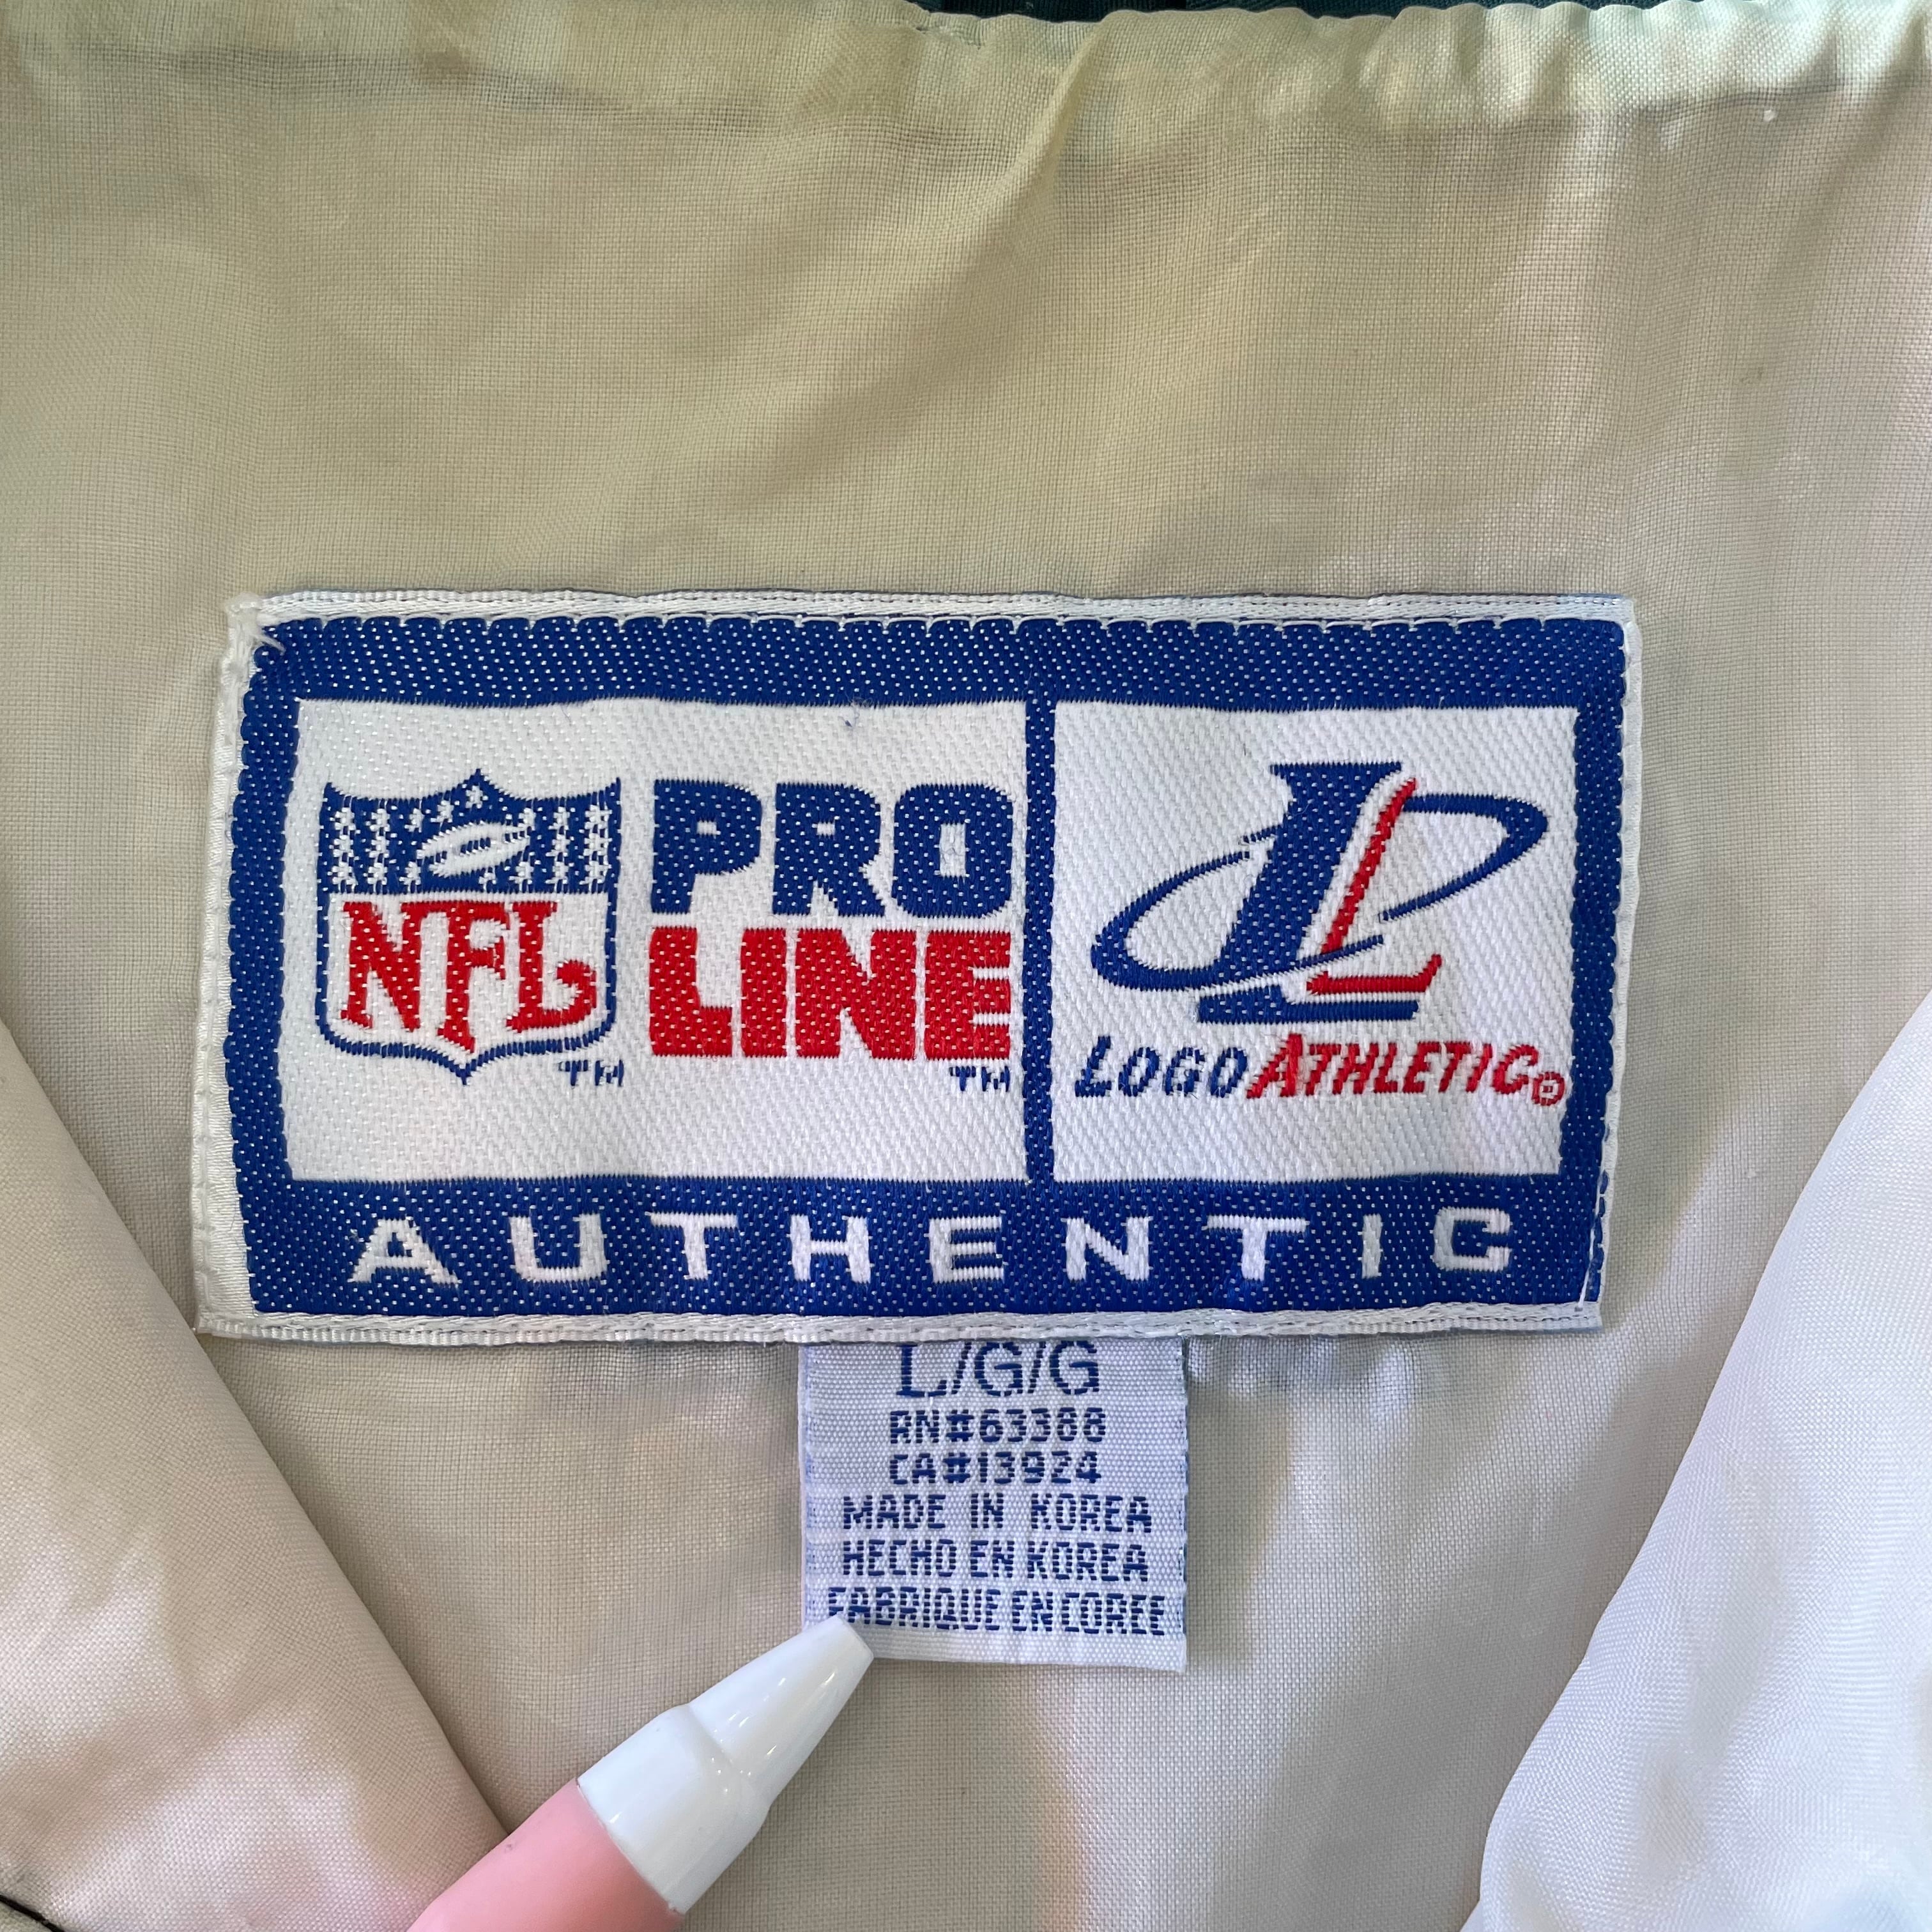 NFL TM
PRO
LINE TM
LOGO ATHLETIC ®
AUTHENTIC
L/G/G
RN#63388
CA#13924
MADE IN KOREA
HECHO EN KOREA
FABRIQUE EN COREE